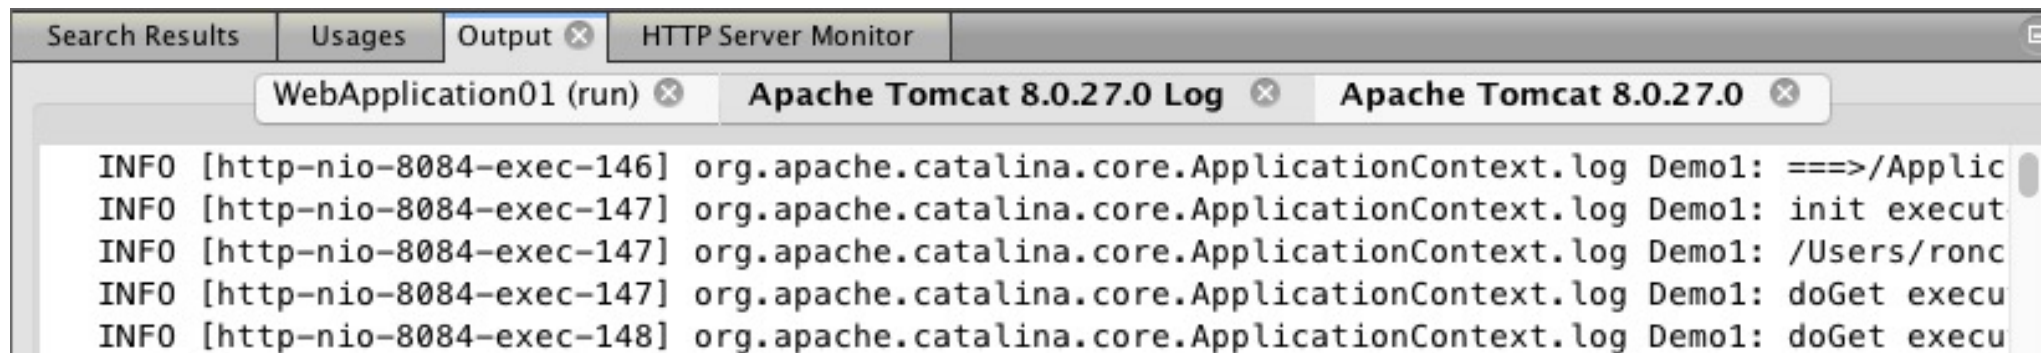 Search Results Usages Output HTTP Server Monitor
WebApplication01 (run) Apache Tomcat 8.0.27.0 Log Apache Tomcat 8.0.27.0
INFO [http-nio-8084-exec-146] org.apache.catalina.core.ApplicationContext.log Demo1: ===>/Applic
INFO [http-nio-8084-exec-147] org.apache.catalina.core.ApplicationContext.log Demo1: init execut
INFO [http-nio-8084-exec-147] org.apache.catalina.core.ApplicationContext.log Demo1: /Users/ronc
INFO [http-nio-8084-exec-147] org.apache.catalina.core.ApplicationContext.log Demo1: doGet execu
INFO [http-nio-8084-exec-148] org.apache.catalina.core.ApplicationContext.log Demo1: doGet execu